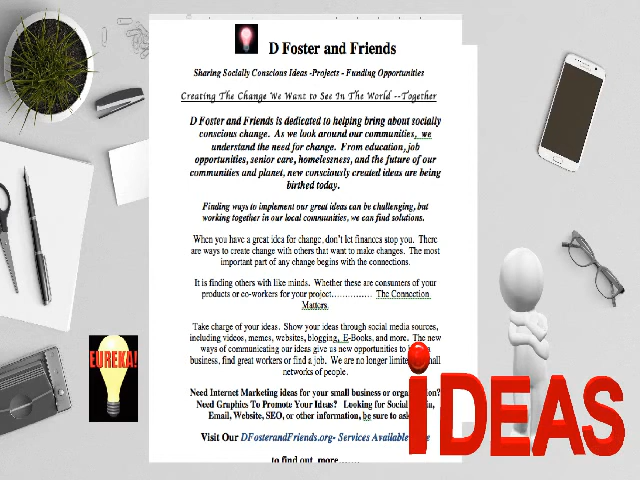 D Foster and Friends
Sharing Socially Conscious Ideas -Projects - Funding Opportunities
Creating The Change We Want to See In The World --Together
D Foster and Friends is dedicated to helping bring about socially
conscious change. As we look around our communities, we
understand the need for change. From education, job
opportunities, senior care, homelessness, and the future of our
communities and planet, new consciously created ideas are being
birthed today.
Finding ways to implement our great ideas can be challenging, but
working together in our local communities, we can find solutions.
When you have a great idea for change, don't let finances stop you. There
are ways to create change with others that want to make changes. The most
important part of any change begins with the connections.
It is finding others with like minds. Whether these are consumers of your
products or co-workers for your project…………… The Connection
Matters.
Take charge of your ideas. Show your ideas through social media sources,
including videos, memes, websites, blogging, E-Books, and more. The new
ways of communicating our ideas give us new opportunities to
business, find great workers or find a job. We are no longer
networks of people.
Need Internet Marketing ideas for your small business or
Need Graphics To Promote Your Ideas? Looking for Social
Email, Website, SEO, or other information, be sure to
Visit Our DFosterandFriends.org- Services Available
to find out more……
EUREKA!
iDEAS